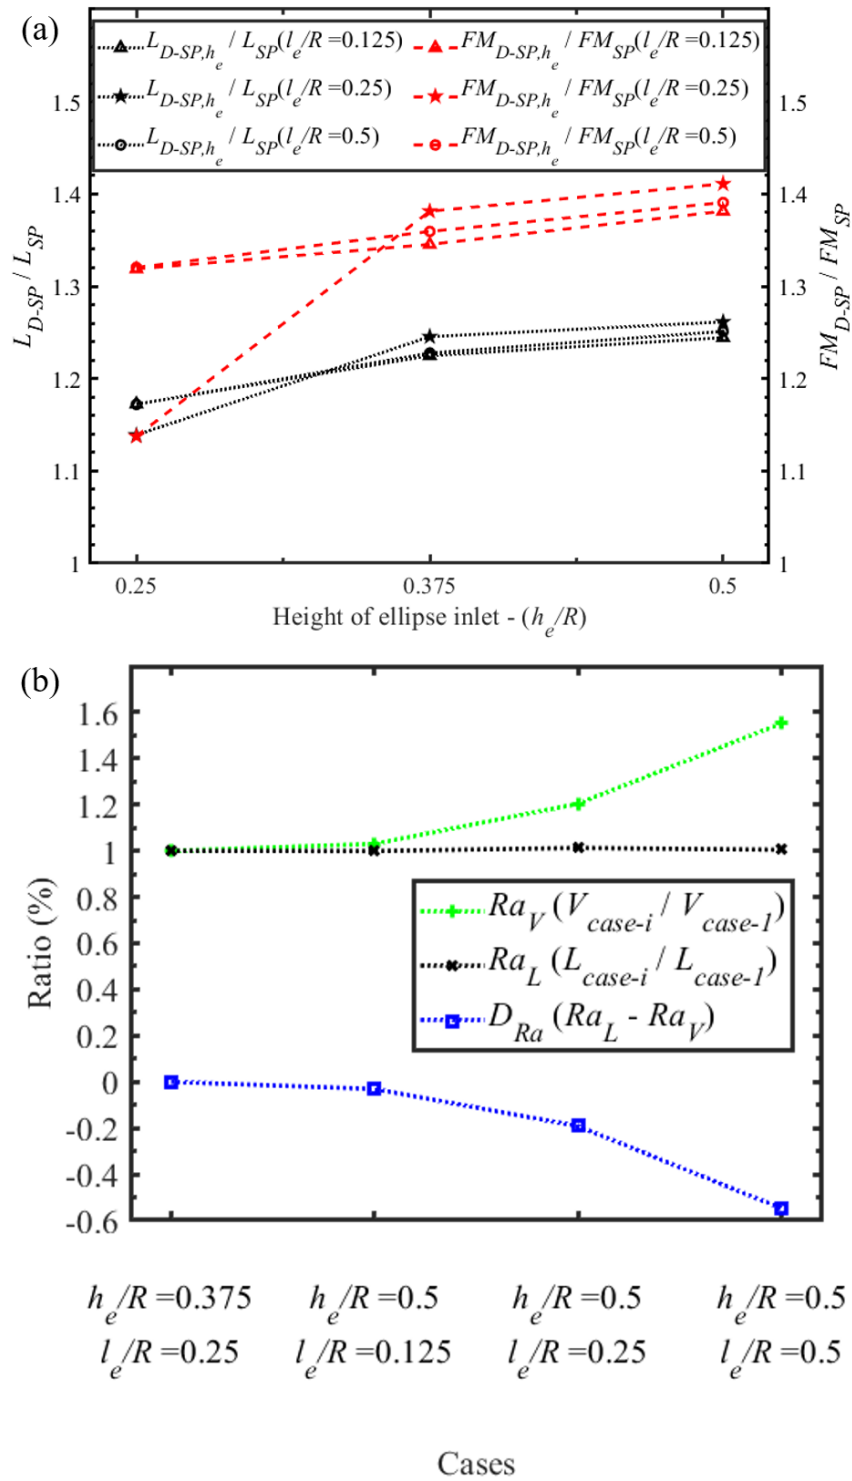 (a)
L_{D-SP,h_e} / L_{SP}(l_e/R=0.125)
FM_{D-SP,h_e} / FM_{SP}(l_e/R=0.125)
L_{D-SP,h_e} / L_{SP}(l_e/R=0.25)
FM_{D-SP,h_e} / FM_{SP}(l_e/R=0.25)
L_{D-SP,h_e} / L_{SP}(l_e/R=0.5)
FM_{D-SP,h_e} / FM_{SP}(l_e/R=0.5)
1.5
1.4
1.3
1.2
1.1
1
L_{D-SP} / L_{SP}
1.5
1.4
1.3
1.2
1.1
1
FM_{D-SP} / FM_{SP}
0.25 0.375 0.5
Height of ellipse inlet - (h_e/R)
(b)
1.6
1.4
1.2
1
0.8
0.6
0.4
0.2
0
-0.2
-0.4
-0.6
Ratio (%)
Ra_V (V_{case-i} / V_{case-1})
Ra_L (L_{case-i} / L_{case-1})
D_{Ra} (Ra_L - Ra_V)
h_e/R =0.375 h_e/R =0.5 h_e/R =0.5 h_e/R =0.5
l_e/R =0.25 l_e/R =0.125 l_e/R =0.25 l_e/R =0.5
Cases